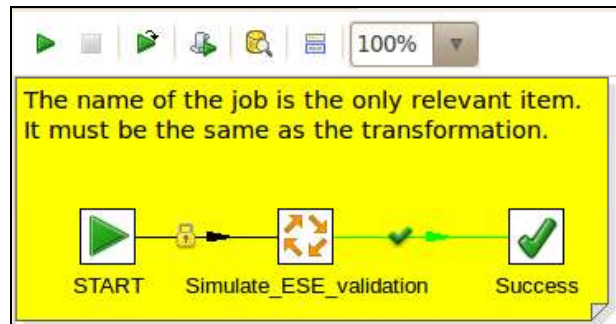 100%
The name of the job is the only relevant item.
It must be the same as the transformation.
START Simulate_ESE_validation Success